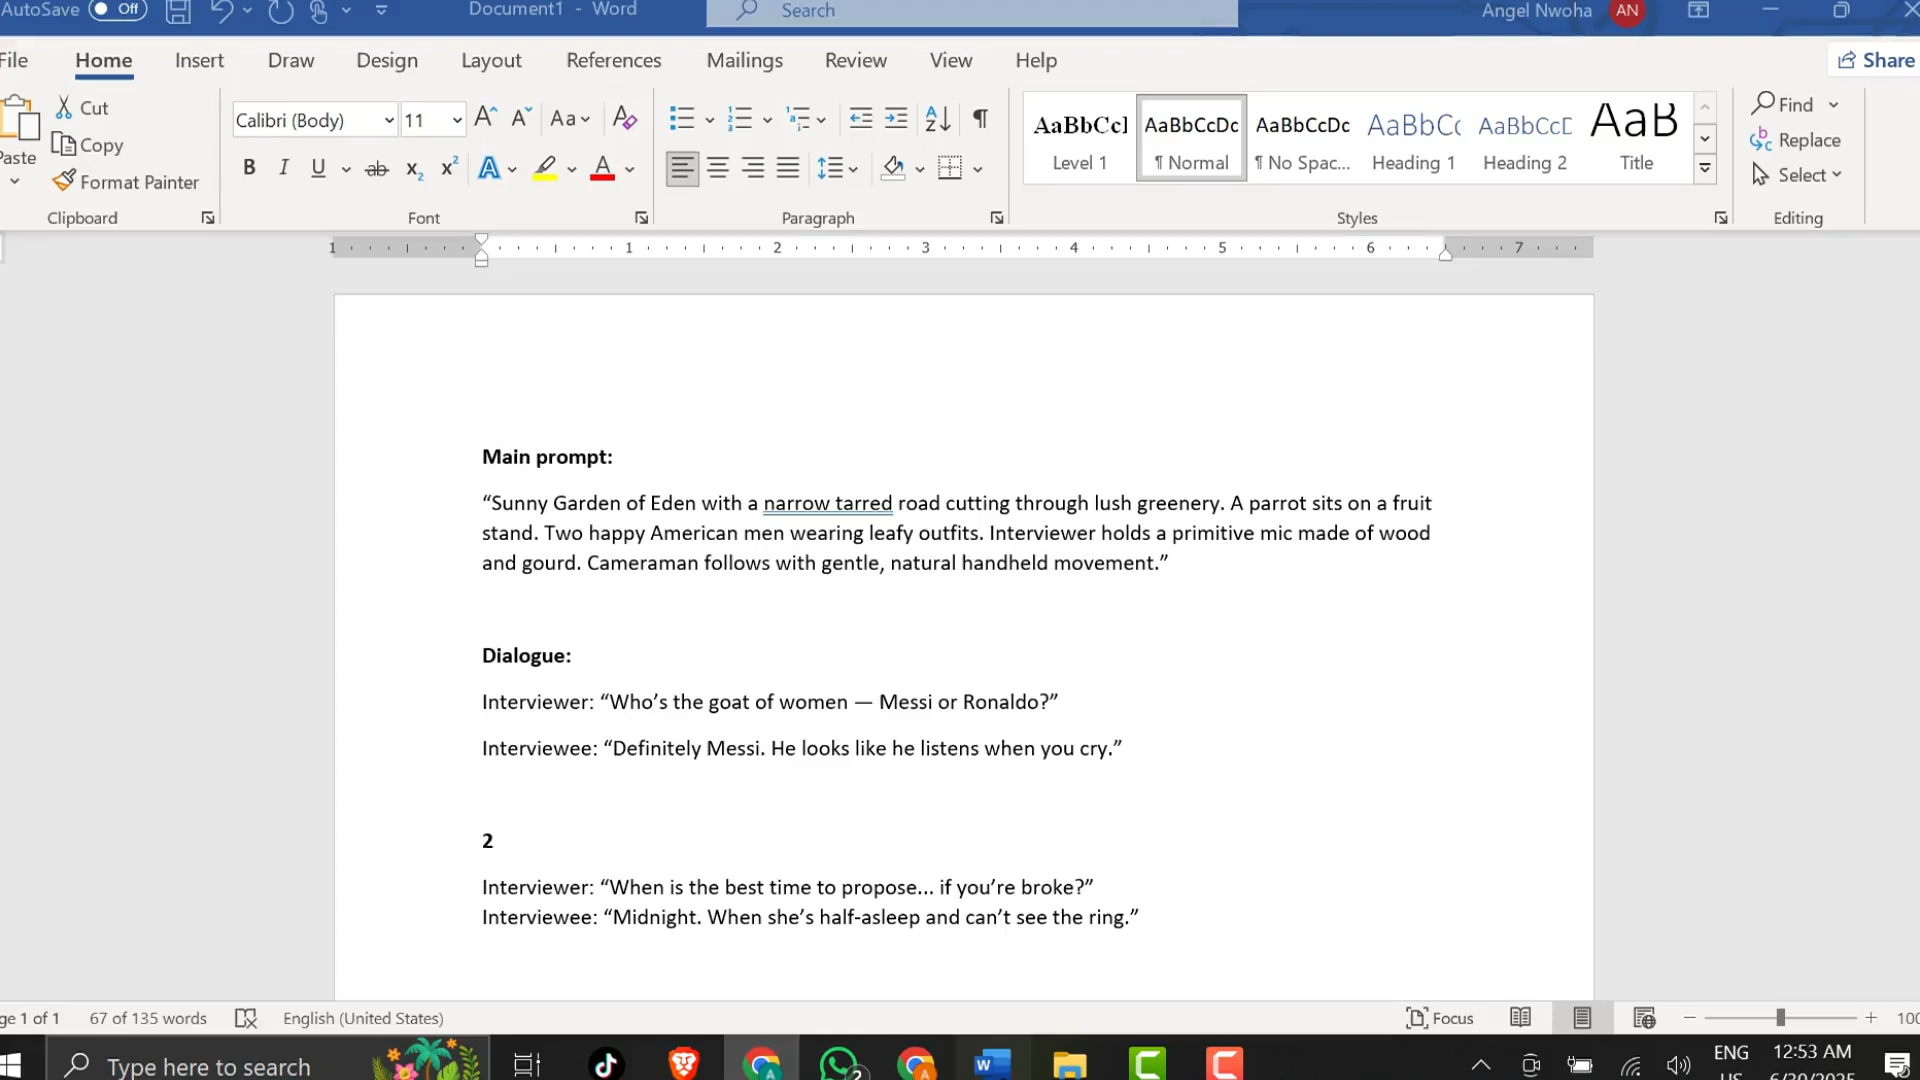 AutoSave Off Document1 - Word Search Angel Nwoha AN
File Home Insert Draw Design Layout References Mailings Review View Help Share
Cut
Copy
Paste
Format Painter
Calibri (Body) 11
AaBbCcI AaBbCcDc AaBbCcDc AaBbCc AaBbCcD AaB
Level 1 ¶ Normal ¶ No Spac... Heading 1 Heading 2 Title
Find
Replace
Select
Clipboard Font Paragraph Styles Editing
1 1 2 3 4 5 6 7
Main prompt:
“Sunny Garden of Eden with a narrow tarred road cutting through lush greenery. A parrot sits on a fruit
stand. Two happy American men wearing leafy outfits. Interviewer holds a primitive mic made of wood
and gourd. Cameraman follows with gentle, natural handheld movement.”
Dialogue:
Interviewer: “Who’s the goat of women — Messi or Ronaldo?”
Interviewee: “Definitely Messi. He looks like he listens when you cry.”
2
Interviewer: “When is the best time to propose... if you’re broke?”
Interviewee: “Midnight. When she’s half-asleep and can’t see the ring.”
ge 1 of 1 67 of 135 words English (United States) Focus 100
Type here to search 2 ENG 12:53 AM
US 6/30/2025